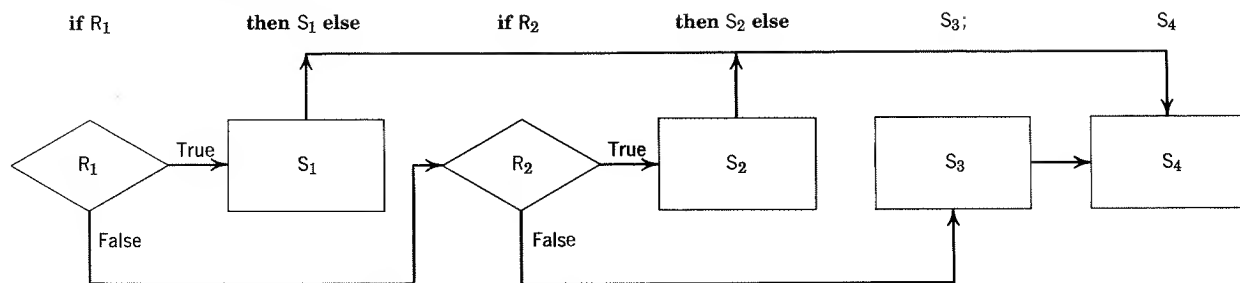 if R1 then S1 else if R2 then S2 else S3; S4
R1 True S1 R2 True S2 S3 S4
False False